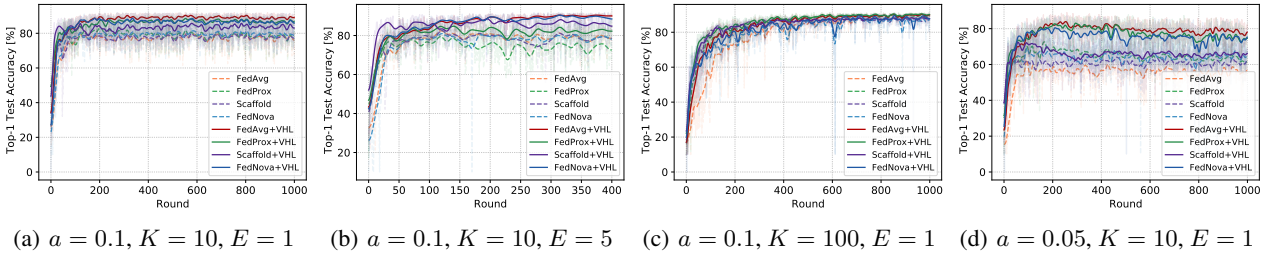 Top-1 Test Accuracy [%]
80
60
40
20
0
FedAvg
FedProx
Scaffold
FedNova
FedAvg+VHL
FedProx+VHL
Scaffold+VHL
FedNova+VHL
0 200 400 600 800 1000
Round
(a) a = 0.1, K = 10, E = 1
Top-1 Test Accuracy [%]
80
60
40
20
FedAvg
FedProx
Scaffold
FedNova
FedAvg+VHL
FedProx+VHL
Scaffold+VHL
FedNova+VHL
0 50 100 150 200 250 300 350 400
Round
(b) a = 0.1, K = 10, E = 5
Top-1 Test Accuracy [%]
80
60
40
20
0
FedAvg
FedProx
Scaffold
FedNova
FedAvg+VHL
FedProx+VHL
Scaffold+VHL
FedNova+VHL
0 200 400 600 800 1000
Round
(c) a = 0.1, K = 100, E = 1
Top-1 Test Accuracy [%]
80
60
40
20
0
FedAvg
FedProx
Scaffold
FedNova
FedAvg+VHL
FedProx+VHL
Scaffold+VHL
FedNova+VHL
0 200 400 600 800 1000
Round
(d) a = 0.05, K = 10, E = 1